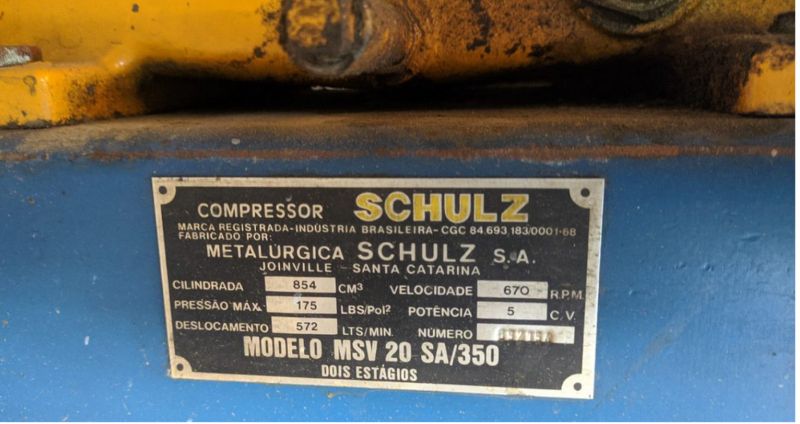 COMPRESSOR SCHULZ
MARCA REGISTRADA-INDÚSTRIA BRASILEIRA-CGC 84.693.183/0001-68
FABRICADO POR:
METALÚRGICA SCHULZ S.A.
JOINVILLE - SANTA CATARINA
CILINDRADA 854 CM³ VELOCIDADE 670 R.P.M.
PRESSÃO MÁX. 175 LBS/Pol² POTÊNCIA 5 C.V.
DESLOCAMENTO 572 LTS/MIN. NÚMERO
MODELO MSV 20 SA/350
DOIS ESTÁGIOS